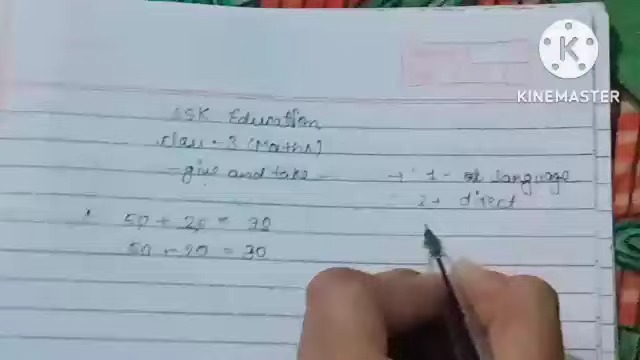 KINEMASTER
SSK Education
class - 3 (Maths)
give and take → 1 - language
2 → direct
50 + 20 = 70
50 - 20 = 30